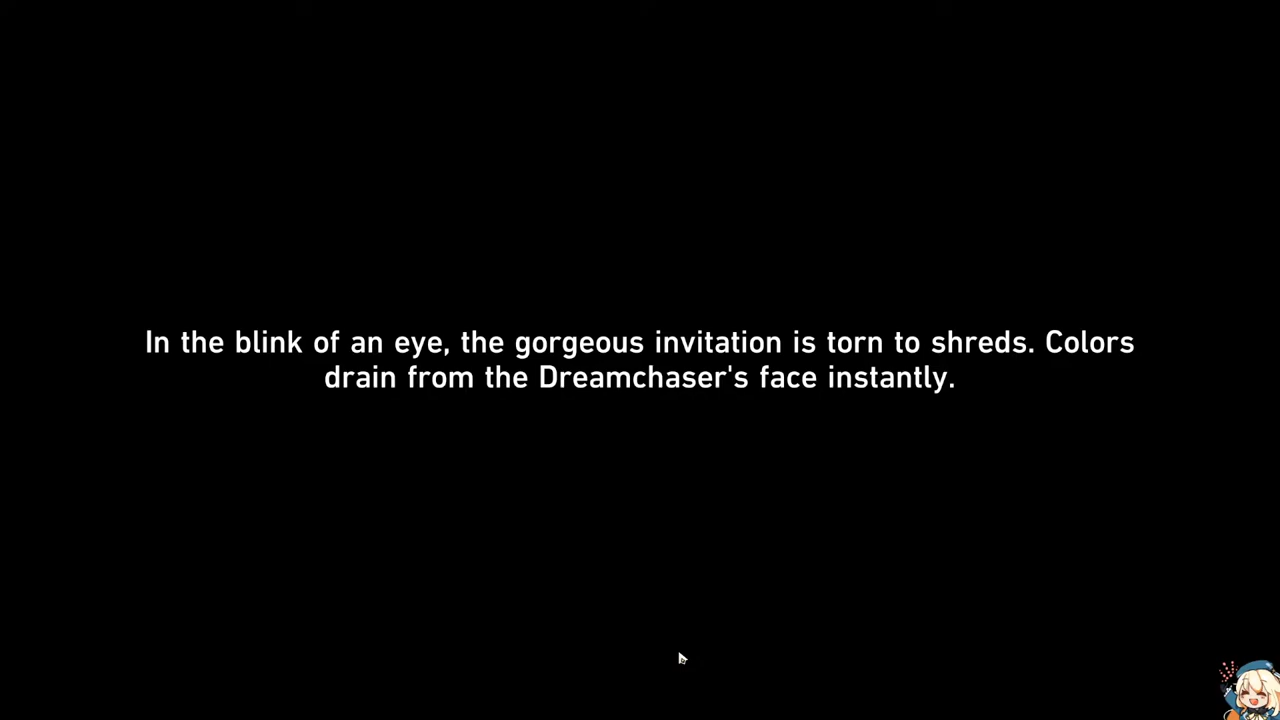 In the blink of an eye, the gorgeous invitation is torn to shreds. Colors
drain from the Dreamchaser's face instantly.